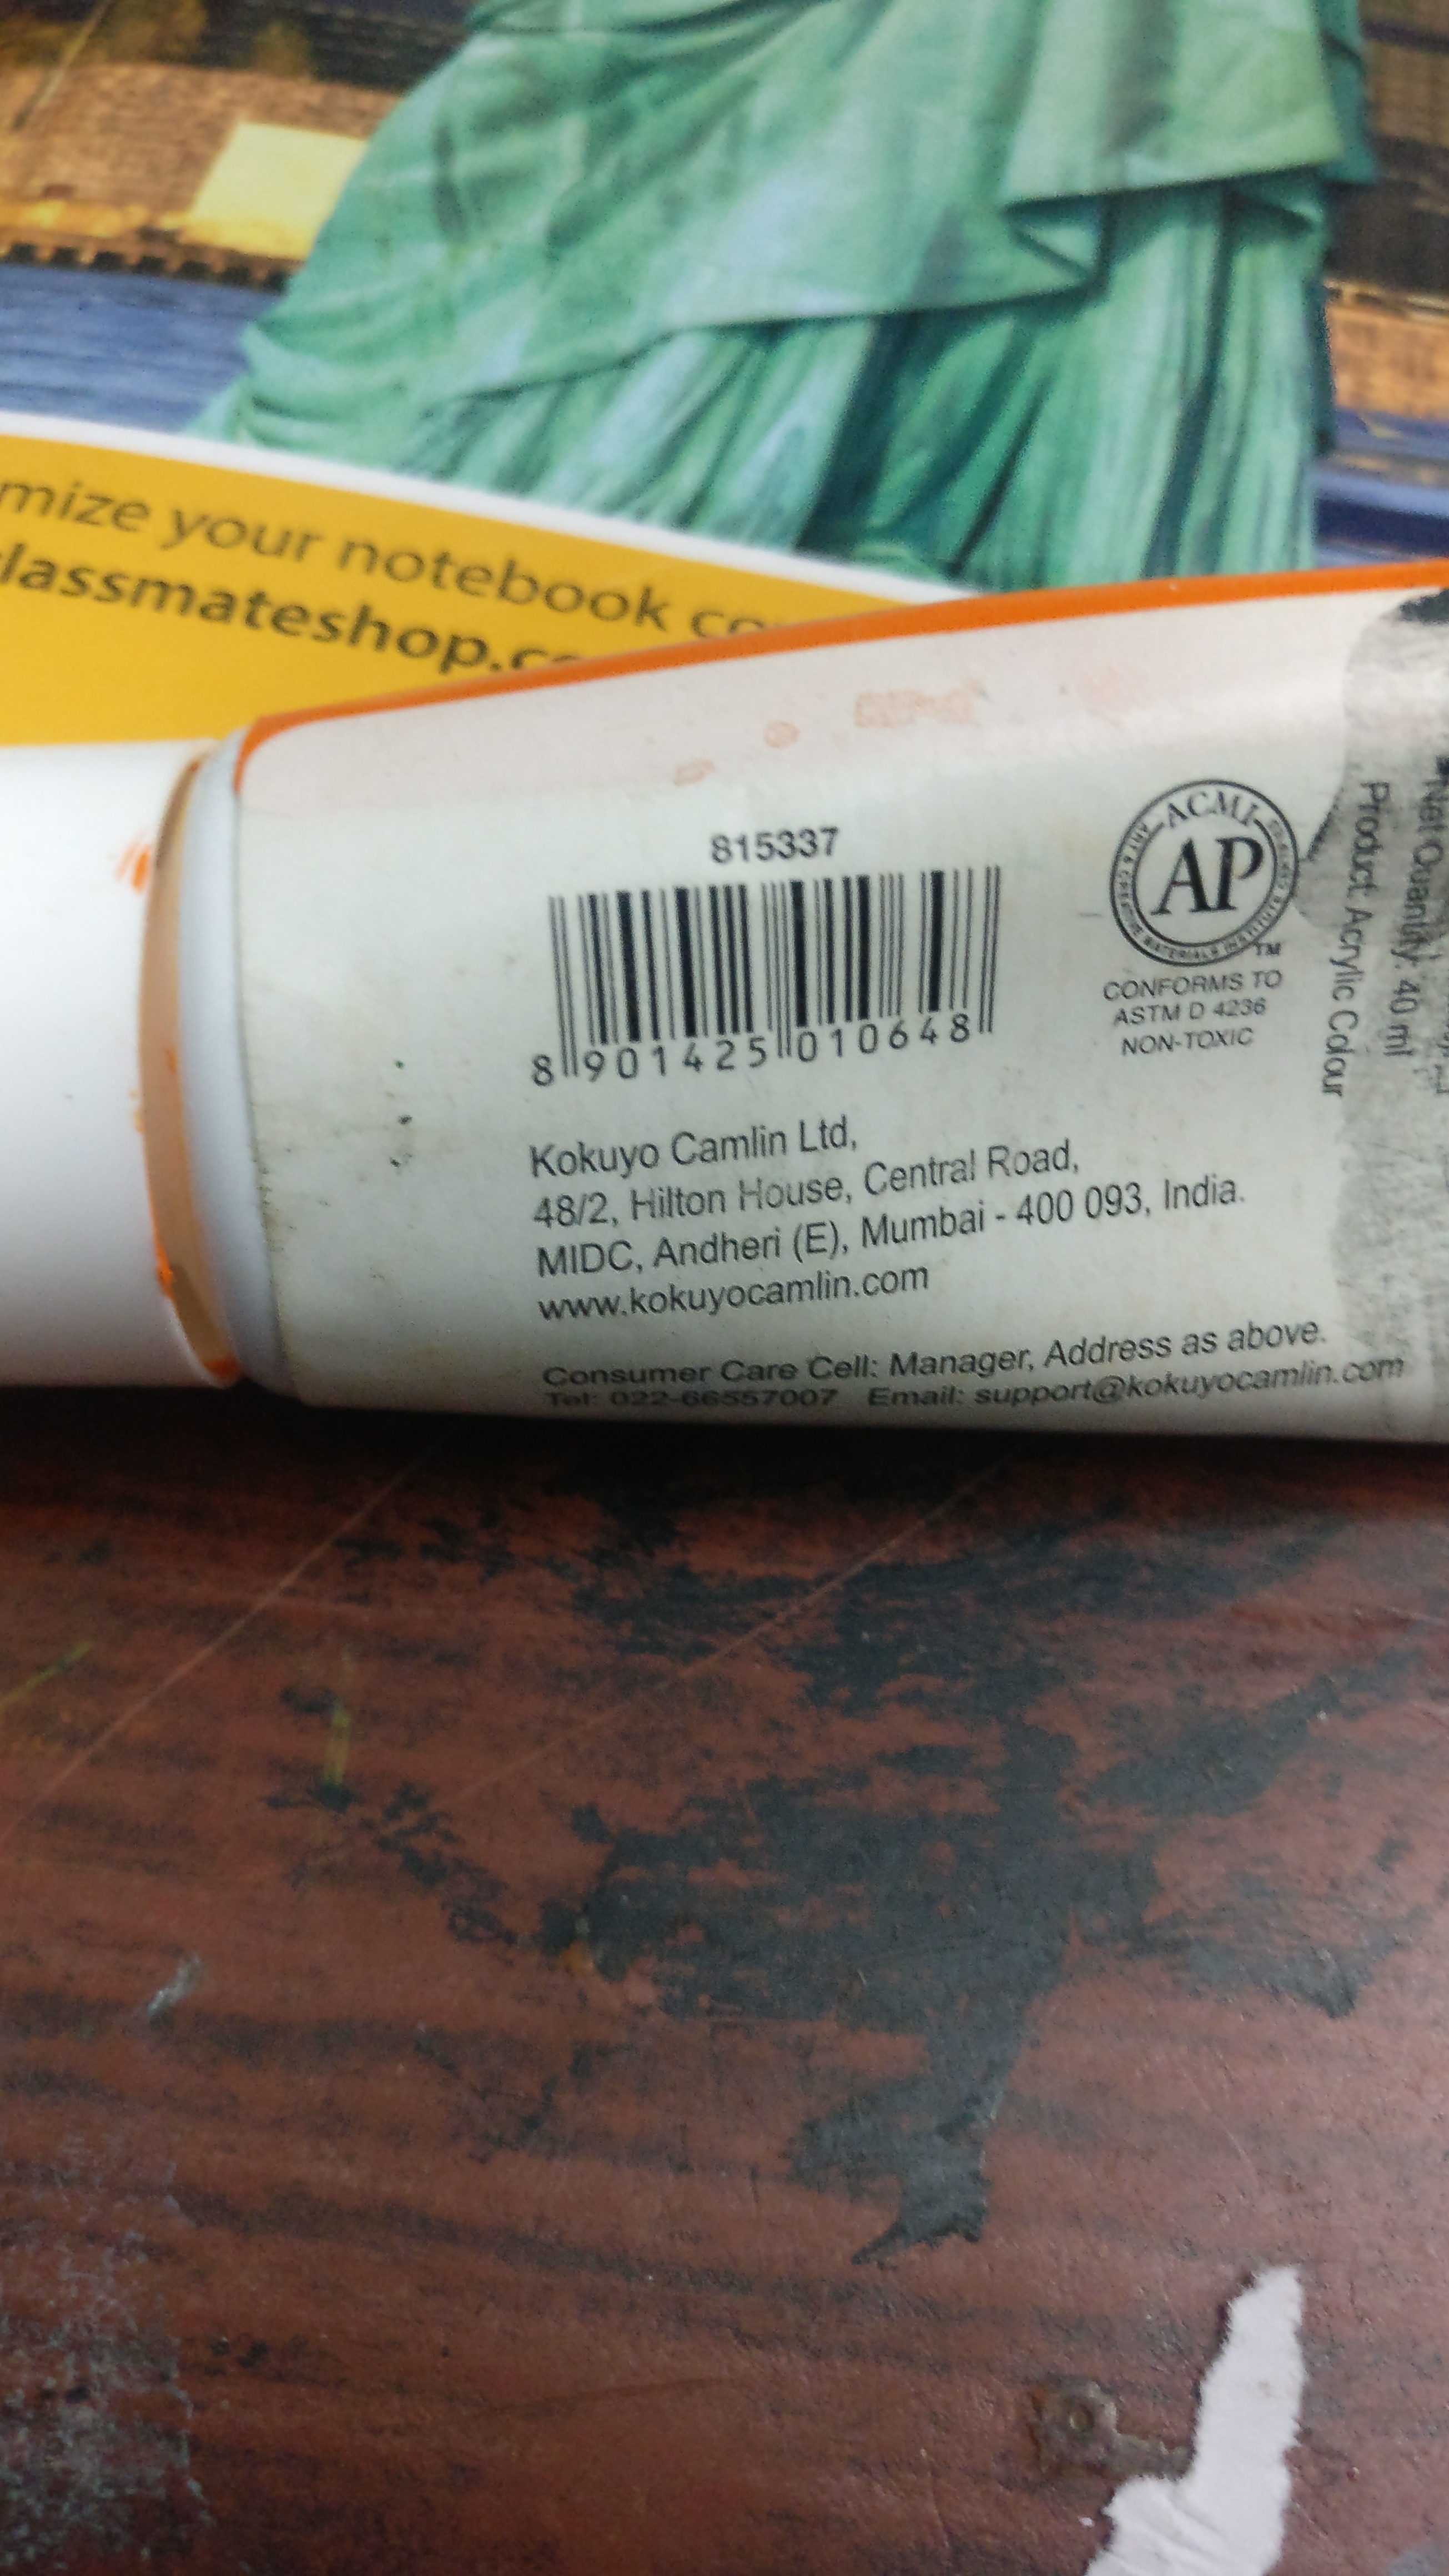 mize your notebook co
classmateshop.co
815337
8 901425 010648
ACMI
AP
TM
CONFORMS TO
ASTM D 4236
NON-TOXIC
Product: Acrylic Colour
Net Quantity: 40 ml
Kokuyo Camlin Ltd,
48/2, Hilton House, Central Road,
MIDC, Andheri (E), Mumbai - 400 093, India.
www.kokuyocamlin.com
Consumer Care Cell: Manager, Address as above.
Tel: 022-66557007 Email: support@kokuyocamlin.com